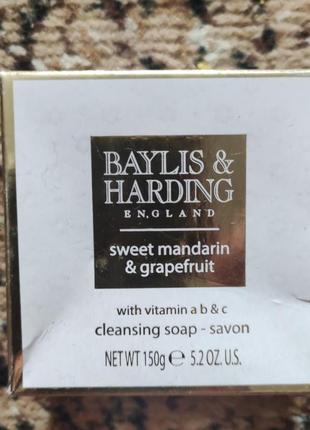 BAYLIS &
HARDING
ENGLAND
sweet mandarin
& grapefruit
with vitamin a b & c
cleansing soap - savon
NET WT 150g ℮ 5.2 OZ. U.S.